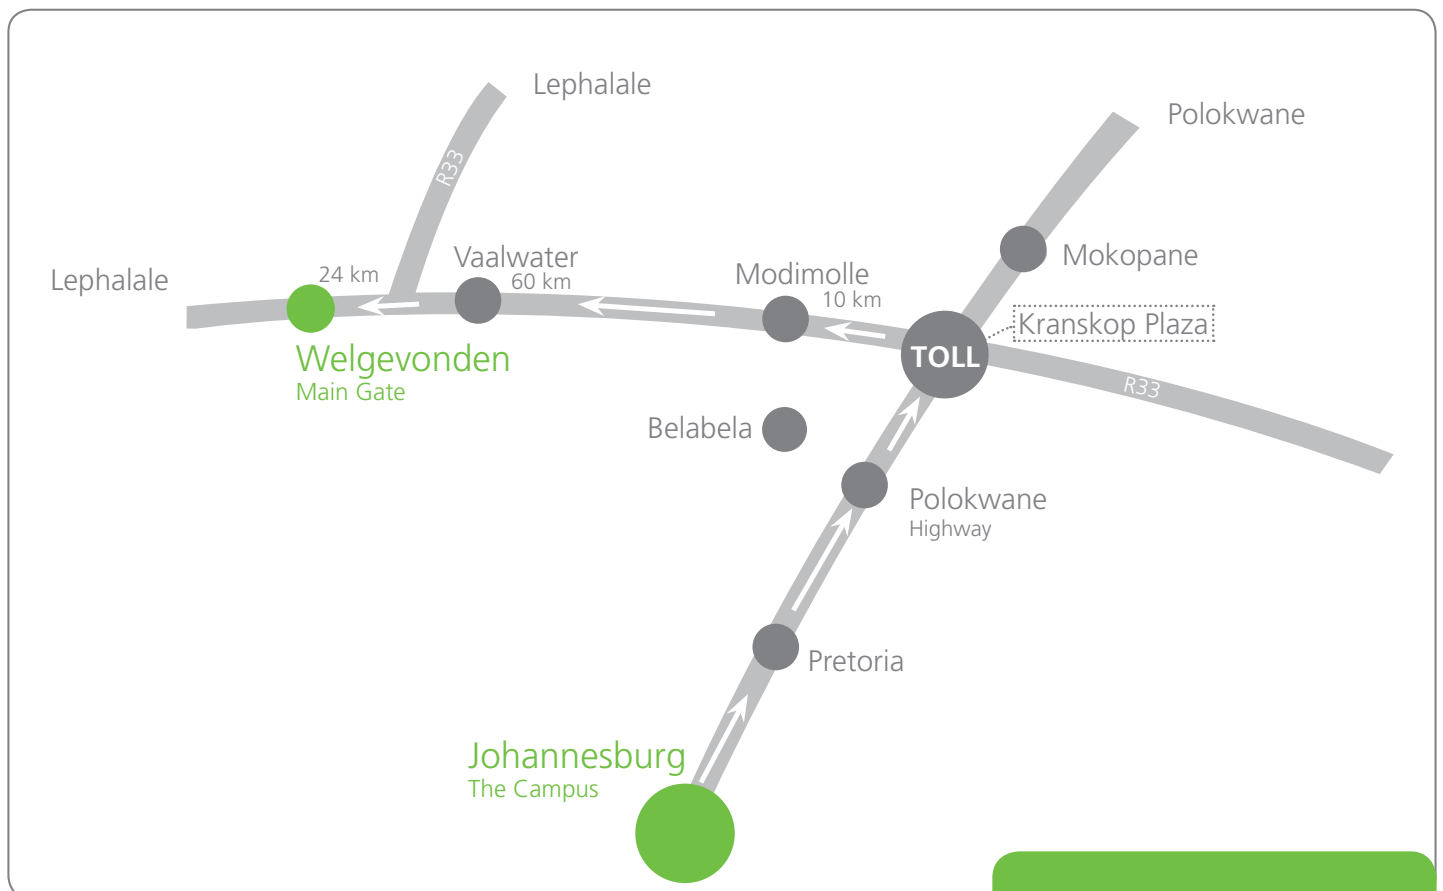 Lephalale
Polokwane
R33
Mokopane
Vaalwater
60 km
24 km
Lephalale
Modimolle
10 km
Kranskop Plaza
TOLL
Welgevonden
Main Gate
R33
Belabela
Polokwane
Highway
Pretoria
Johannesburg
The Campus